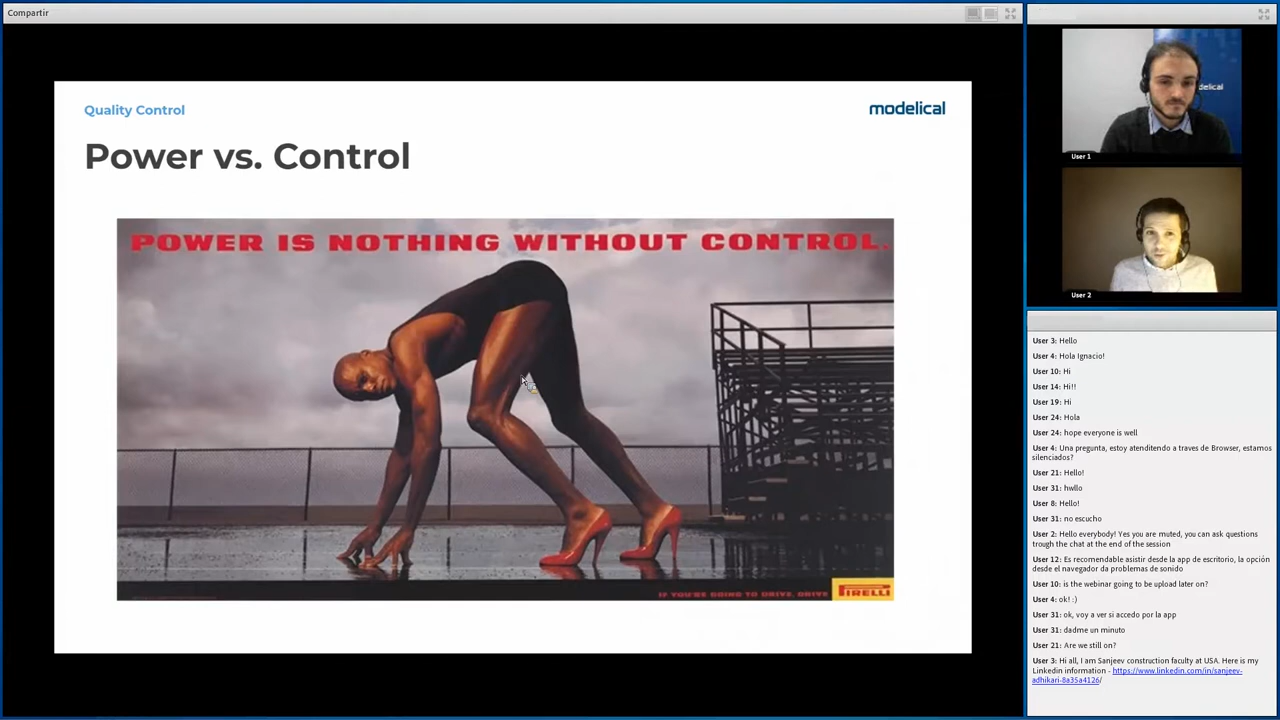 Compartir
Quality Control
modelical
Power vs. Control
POWER IS NOTHING WITHOUT CONTROL.
IF YOU'RE GOING TO DRIVE, DRIVE
PIRELLI
delical
User 1
User 2
User 3: Hello
User 4: Hola Ignacio!
User 10: Hi
User 14: Hi!!
User 19: Hi
User 24: Hola
User 24: hope everyone is well
User 4: Una pregunta, estoy atenditendo a traves de Browser, estamos
silenciados?
User 21: Hello!
User 31: hwllo
User 8: Hello!
User 31: no escucho
User 2: Hello everybody! Yes you are muted, you can ask questions
trough the chat at the end of the session
User 12: Es recomendable asistir desde la app de escritorio, la opción
desde el navegador da problemas de sonido
User 10: is the webinar going to be upload later on?
User 4: ok! :)
User 31: ok, voy a ver si accedo por la app
User 31: dadme un minuto
User 21: Are we still on?
User 3: Hi all, I am Sanjeev construction faculty at USA. Here is my
Linkedin information - https://www.linkedin.com/in/sanjeev-
adhikari-8a35a4126/